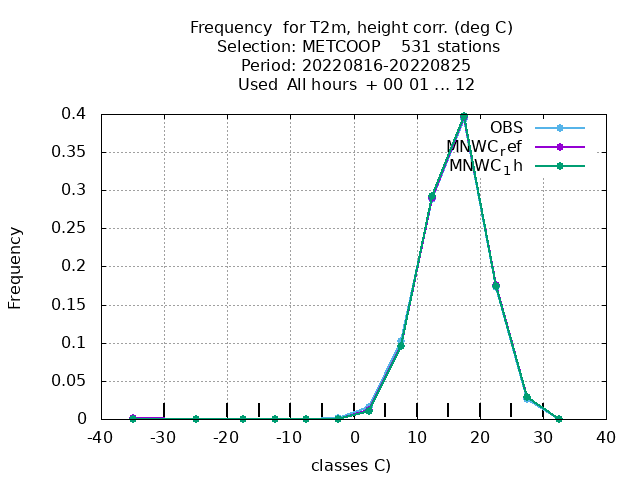 Frequency for T2m, height corr. (deg C)
Selection: METCOOP 531 stations
Period: 20220816-20220825
Used All hours + 00 01 ... 12
0.4
0.35
0.3
0.25
0.2
0.15
0.1
0.05
0
Frequency
OBS
MNWCref
MNWC1h
-40 -30 -20 -10 0 10 20 30 40
classes C)